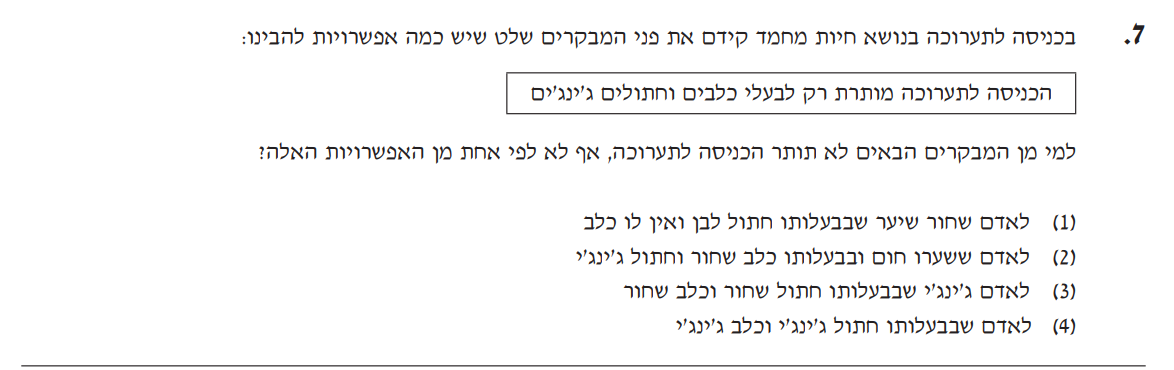 .7 בכניסה לתערוכה בנושא חיות מחמד קידם את פני המבקרים שלט שיש כמה אפשרויות להבינו:
הכניסה לתערוכה מותרת רק לבעלי כלבים וחתולים ג'ינג'ים
למי מן המבקרים הבאים לא תותר הכניסה לתערוכה, אף לא לפי אחת מן האפשרויות האלה?
(1) לאדם שחור שיער שבבעלותו חתול לבן ואין לו כלב
(2) לאדם ששערו חום ובבעלותו כלב שחור וחתול ג'ינג'י
(3) לאדם ג'ינג'י שבבעלותו חתול שחור וכלב שחור
(4) לאדם שבבעלותו חתול ג'ינג'י וכלב ג'ינג'י